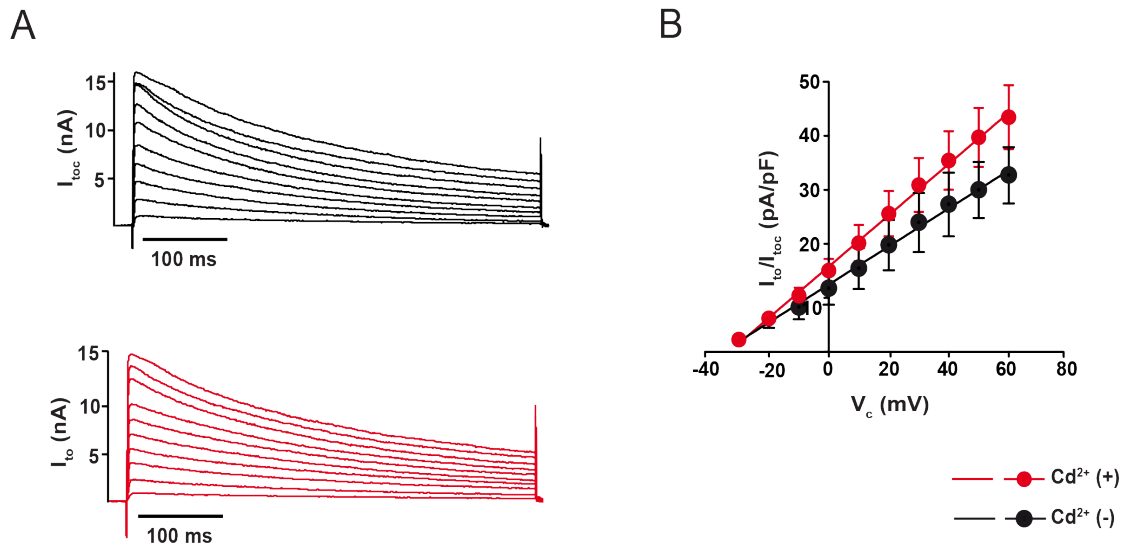 A
15
10
5
I_toc (nA)
100 ms
15
10
5
I_to (nA)
100 ms
B
50
40
30
20
10
I_to/I_toc (pA/pF)
-40
-20
0
20
40
60
80
V_c (mV)
Cd²⁺ (+)
Cd²⁺ (-)